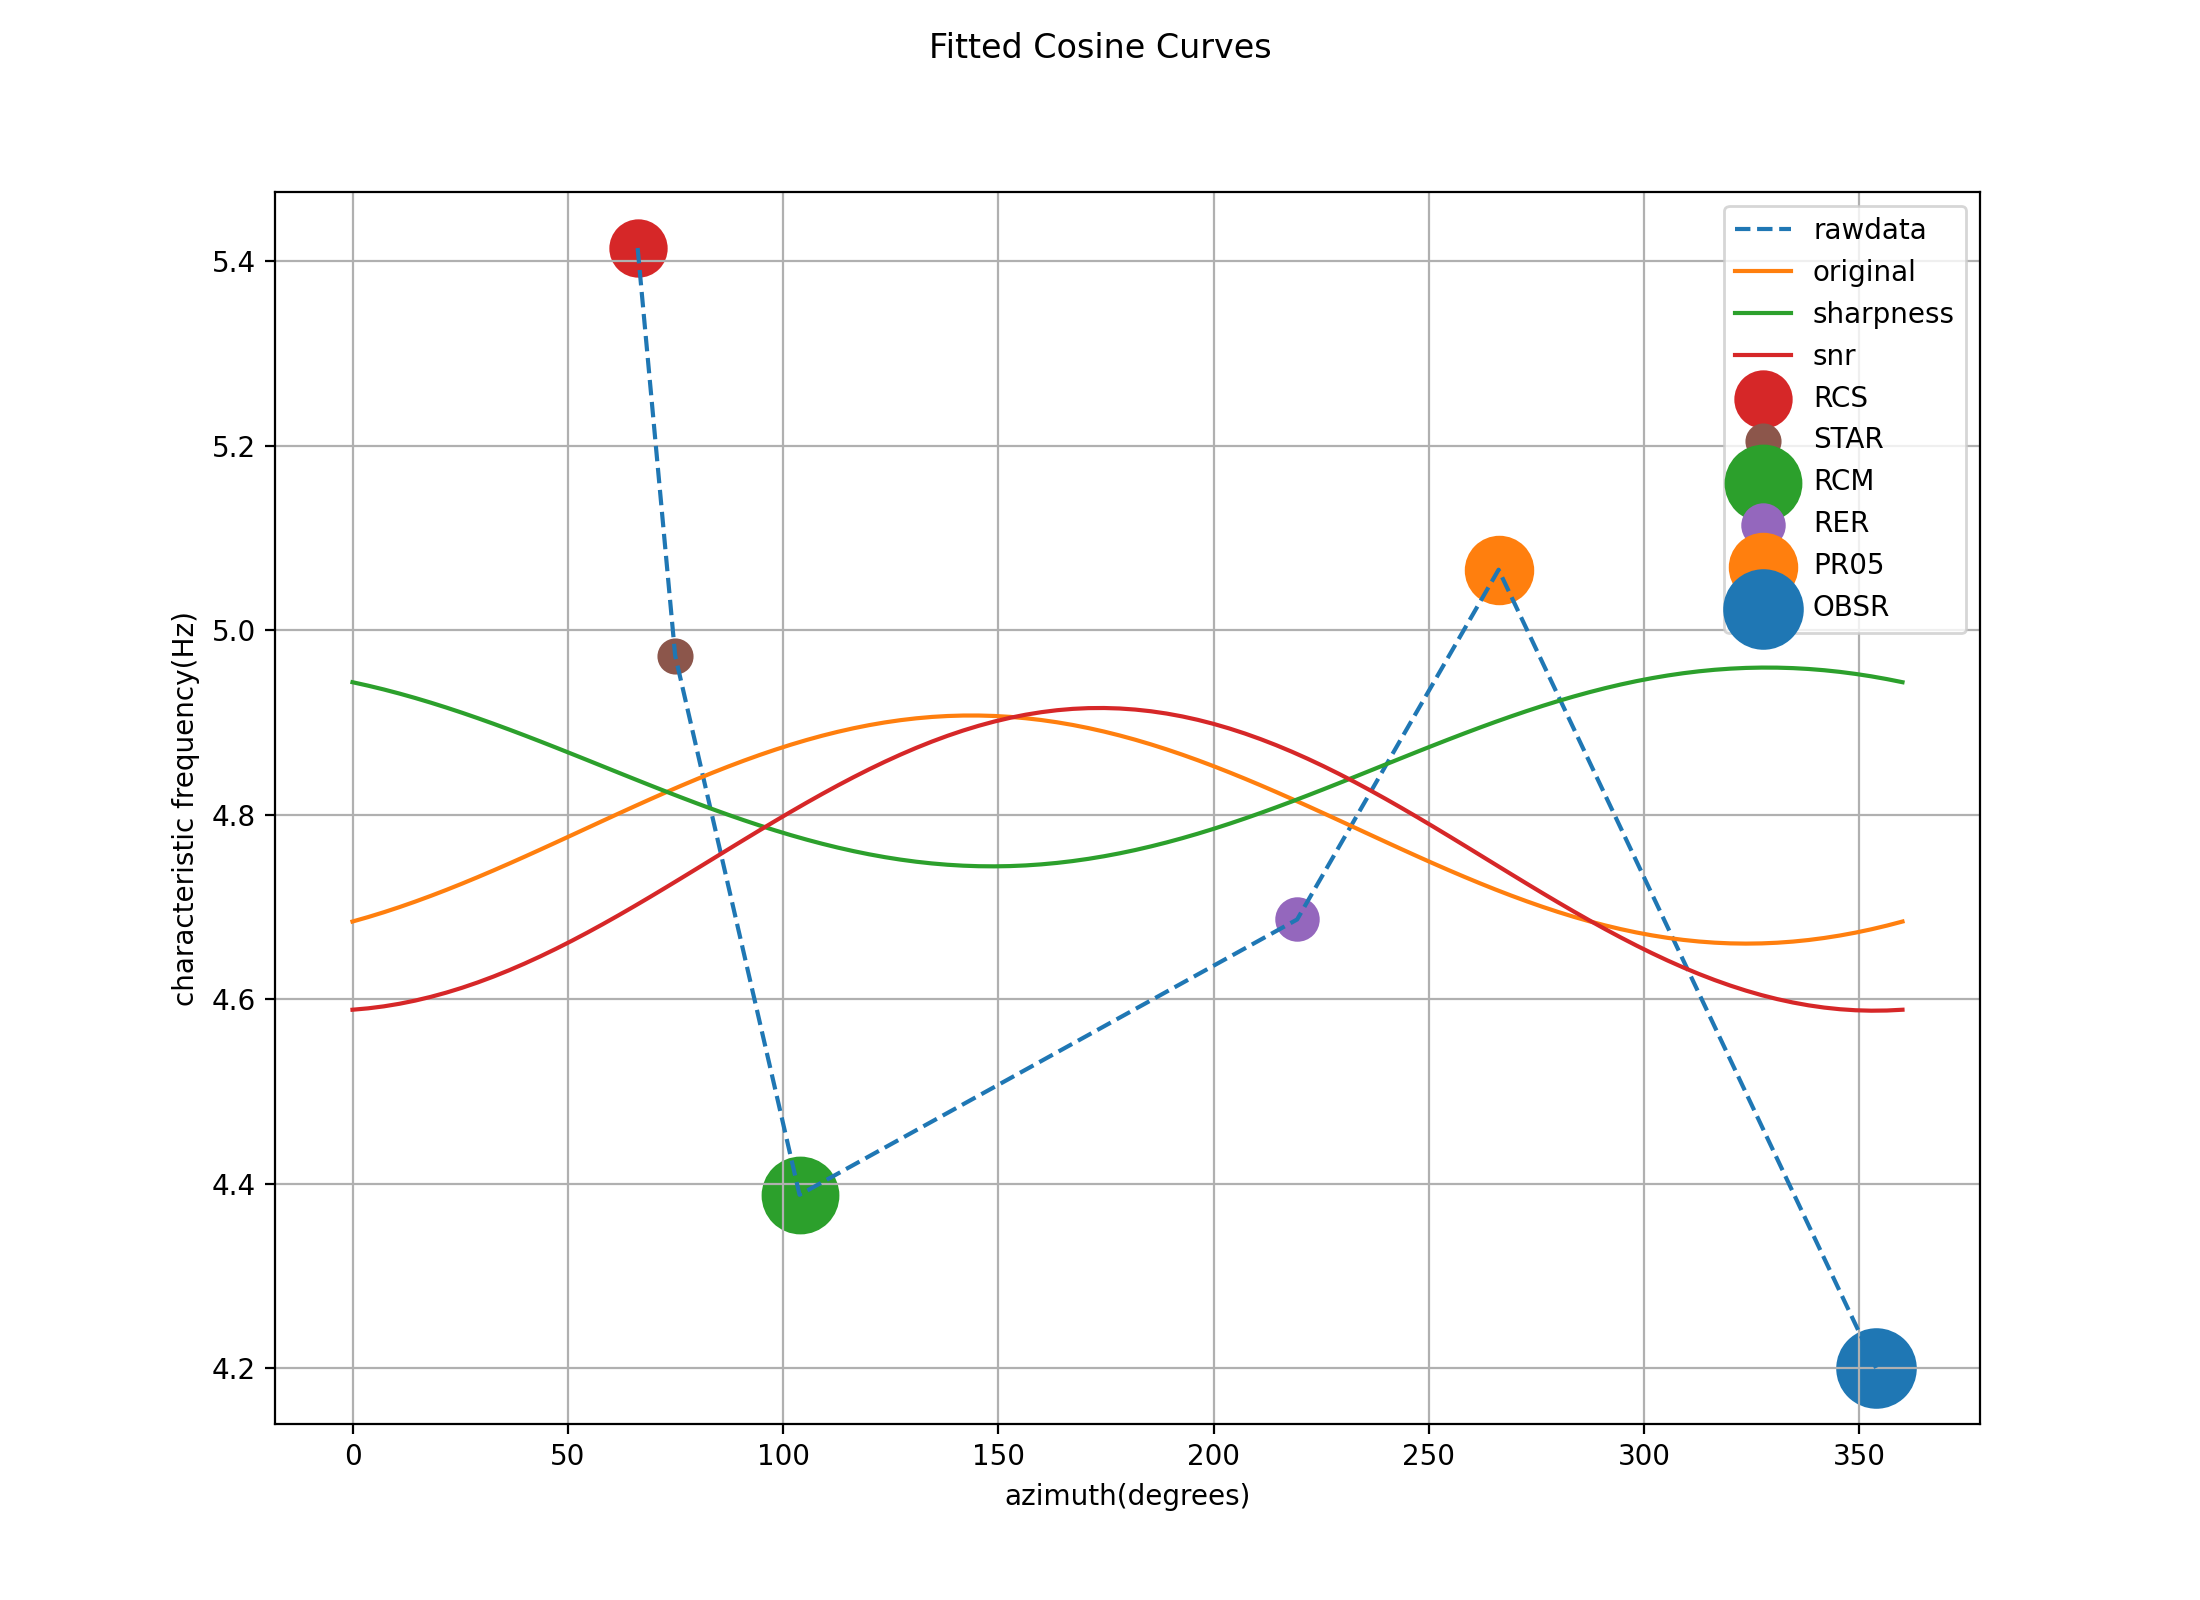 Fitted Cosine Curves
5.4
5.2
5.0
4.8
4.6
4.4
4.2
characteristic frequency(Hz)
rawdata
original
sharpness
snr
RCS
STAR
RCM
RER
PR05
OBSR
0 50 100 150 200 250 300 350
azimuth(degrees)